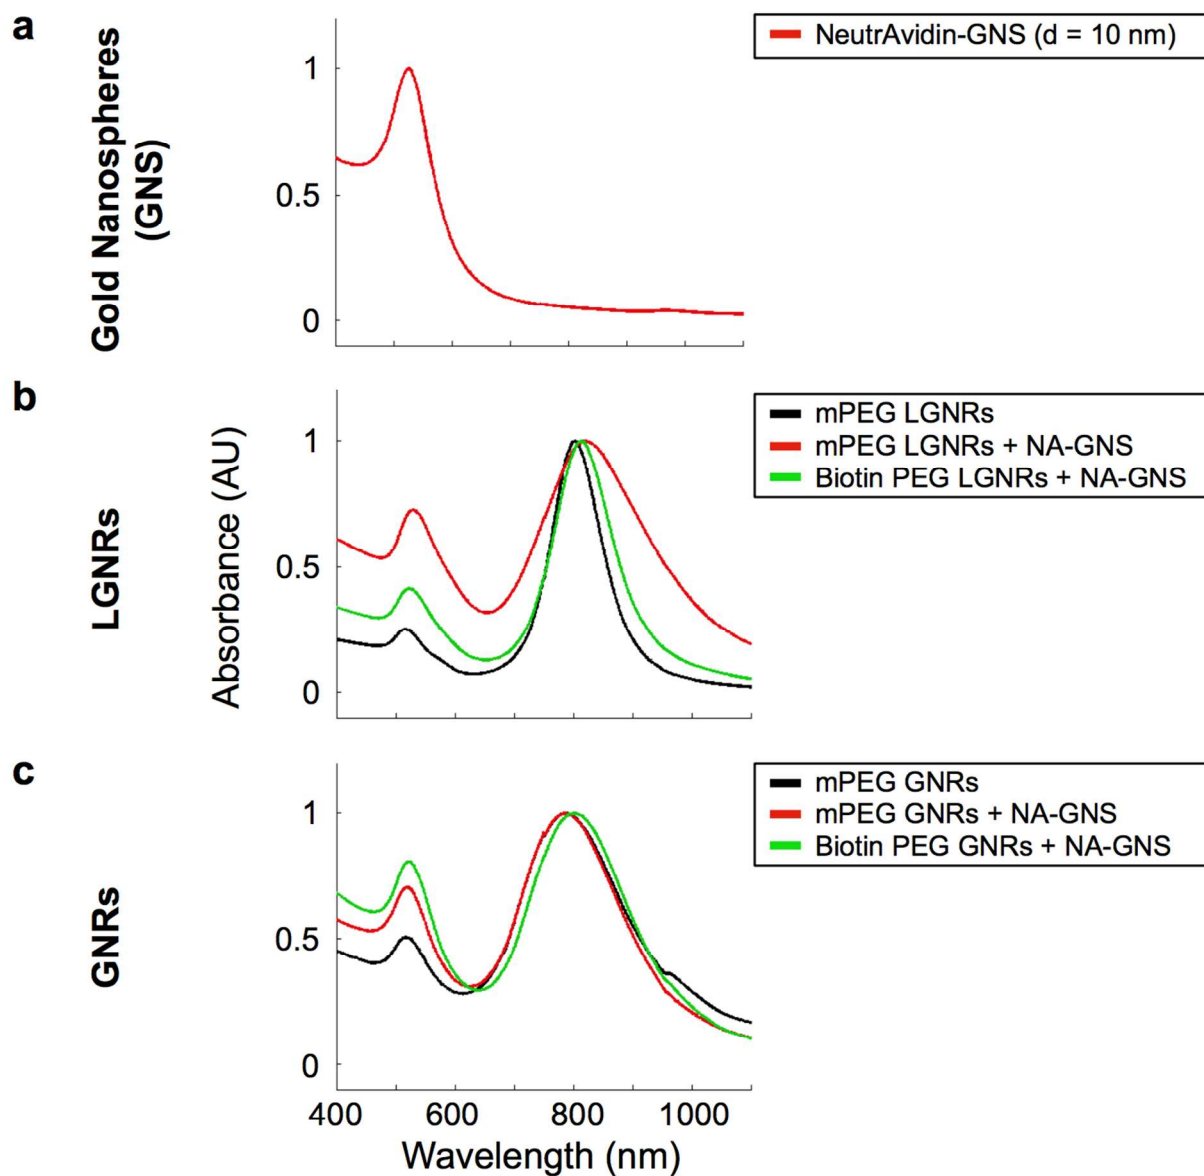 a
Gold Nanospheres
(GNS)
1
0.5
0
NeutrAvidin-GNS (d = 10 nm)
b
LGNRs
Absorbance (AU)
1
0.5
0
mPEG LGNRs
mPEG LGNRs + NA-GNS
Biotin PEG LGNRs + NA-GNS
c
GNRs
1
0.5
0
mPEG GNRs
mPEG GNRs + NA-GNS
Biotin PEG GNRs + NA-GNS
400 600 800 1000
Wavelength (nm)